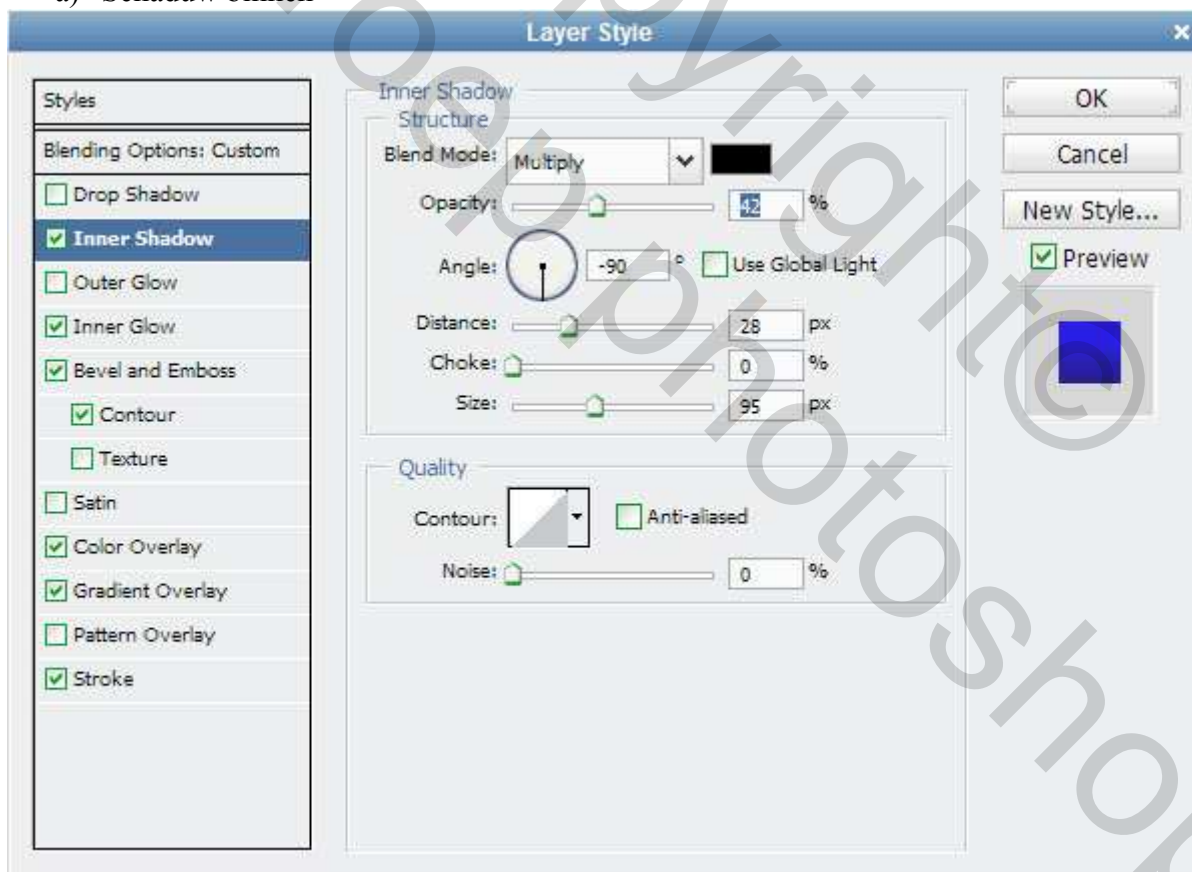 a) Schaduw binnen
Layer Style
Styles
Blending Options: Custom
Drop Shadow
Inner Shadow
Outer Glow
Inner Glow
Bevel and Emboss
Contour
Texture
Satin
Color Overlay
Gradient Overlay
Pattern Overlay
Stroke
Inner Shadow
Structure
Blend Mode: Multiply
Opacity: 42 %
Angle: -90 ° Use Global Light
Distance: 28 px
Choke: 0 %
Size: 95 px
Quality
Contour: Anti-aliased
Noise: 0 %
OK
Cancel
New Style...
Preview